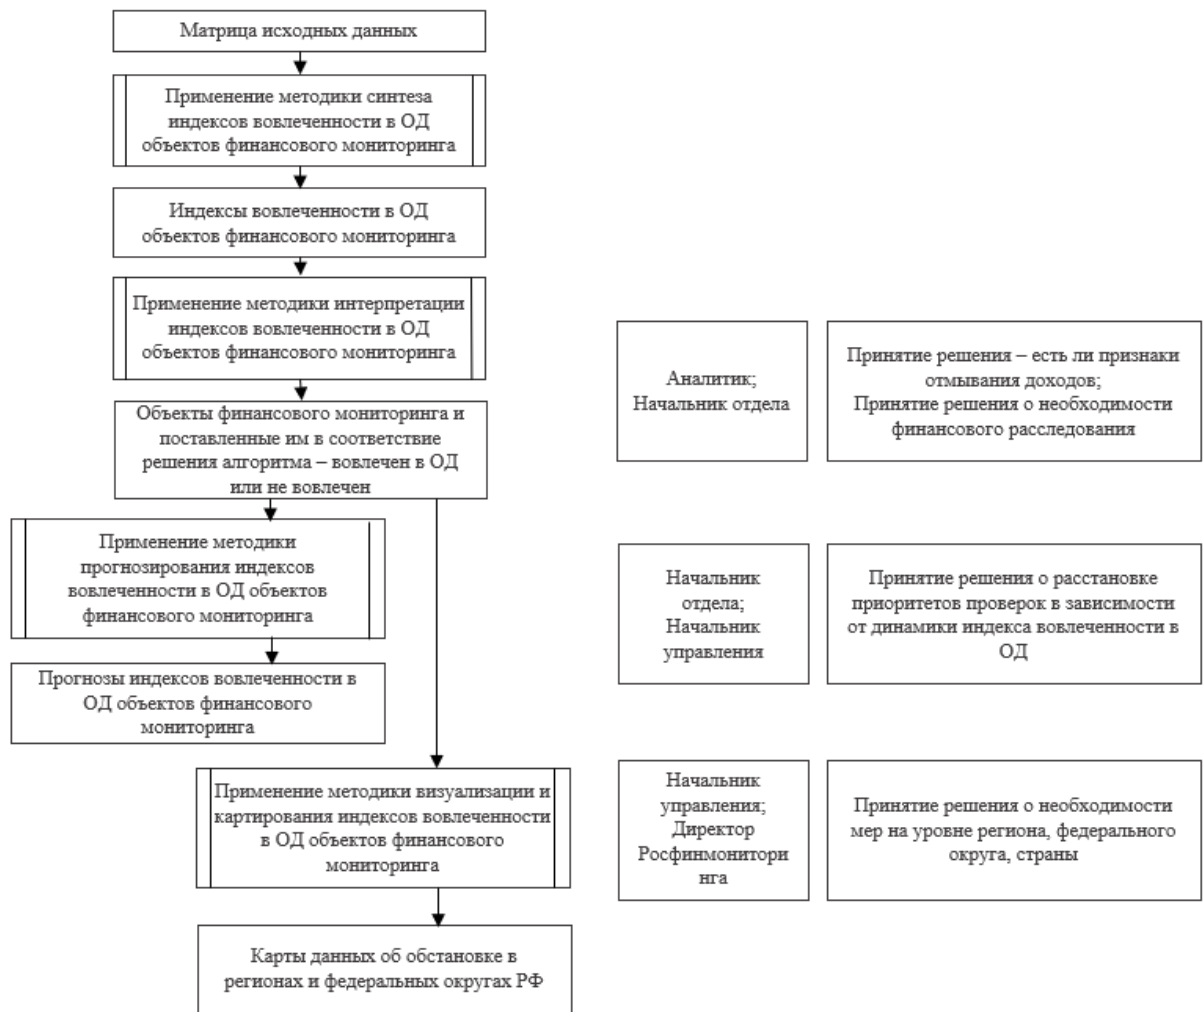 Матрица исходных данных
Применение методики синтеза
индексов вовлеченности в ОД
объектов финансового мониторинга
Индексы вовлеченности в ОД
объектов финансового мониторинга
Применение методики интерпретации
индексов вовлеченности в ОД
объектов финансового мониторинга
Объекты финансового мониторинга и
поставленные им в соответствие
решения алгоритма – вовлечен в ОД
или не вовлечен
Применение методики
прогнозирования индексов
вовлеченности в ОД объектов
финансового мониторинга
Прогнозы индексов вовлеченности в
ОД объектов финансового
мониторинга
Применение методики визуализации и
картирования индексов вовлеченности
в ОД объектов финансового
мониторинга
Карты данных об обстановке в
регионах и федеральных округах РФ
Аналитик;
Начальник отдела
Принятие решения – есть ли признаки
отмывания доходов;
Принятие решения о необходимости
финансового расследования
Начальник
отдела;
Начальник
управления
Принятие решения о расстановке
приоритетов проверок в зависимости
от динамики индекса вовлеченности в
ОД
Начальник
управления;
Директор
Росфинмонитори
нга
Принятие решения о необходимости
мер на уровне региона, федерального
округа, страны